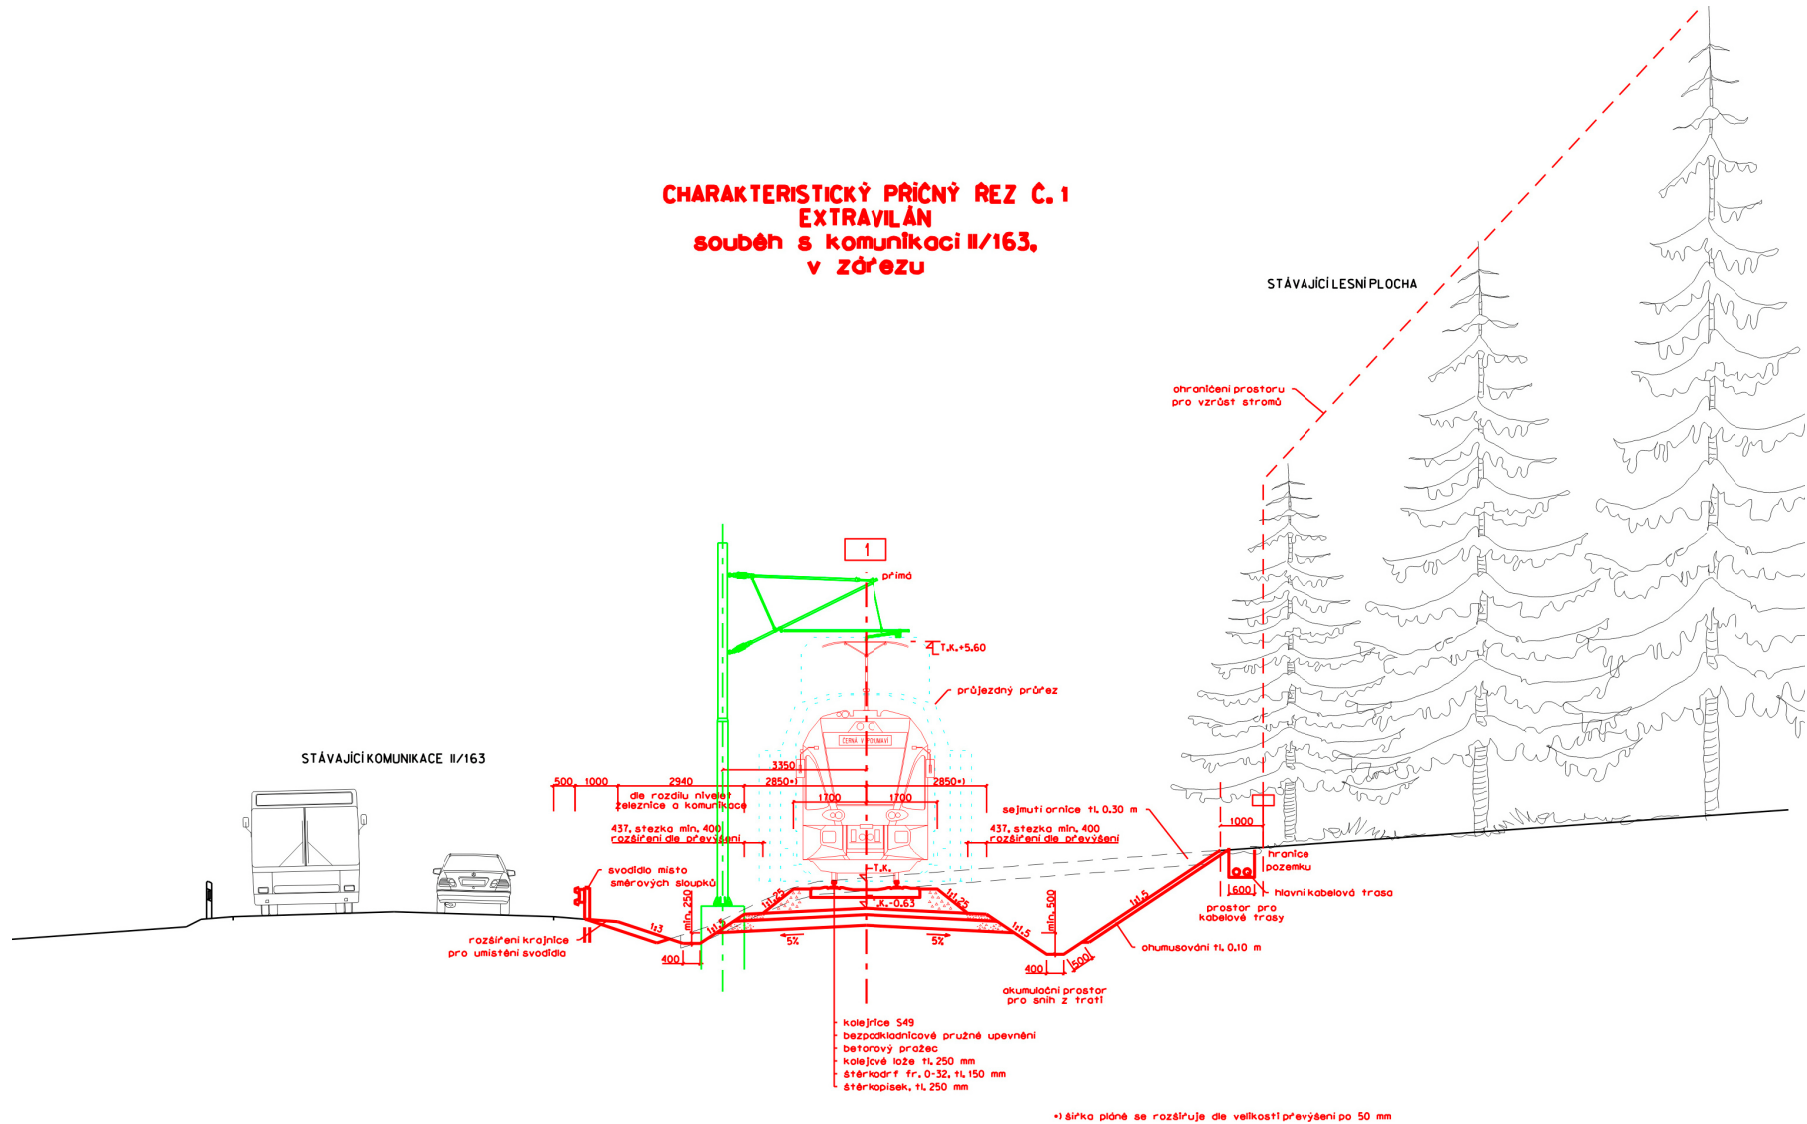 CHARAKTERISTICKÝ PŘÍČNÝ ŘEZ Č. 1
EXTRAVILÁN
souběh s komunikací II/163,
v zářezu
STÁVAJÍCÍ LESNÍ PLOCHA
ohraničení prostoru
pro vzrůst stromů
1
přímá
T.K.+5.60
průjezdný průřez
ČERNÁ V POŠUMAVÍ
STÁVAJÍCÍ KOMUNIKACE II/163
3350
500 1000 2940 2850*) 2850*)
dle rozdílu nivelet
železnice a komunikace
1700 1700
sejmutí ornice tl. 0.30 m
437, stezka min. 400
rozšíření dle převýšení
437, stezka min. 400
rozšíření dle převýšení
1000
hranice
pozemku
svodidlo místo
směrových sloupků
T.K.
600
hlavní kabelová trasa
prostor pro
kabelové trasy
min. 250
1:1.25
T.K.-0.63
1:1.25
min. 500
1:1.5
1:3
1:1.5
1:1.5
5%
5%
rozšíření krajnice
pro umístění svodidla
ohumusování tl. 0.10 m
400
400
500
akumulační prostor
pro sníh z trati
kolejnice S49
bezpodkladnicové pružné upevnění
betonový pražec
kolejové lože tl. 250 mm
štěrkodrť fr. 0-32, tl. 150 mm
štěrkopísek, tl. 250 mm
*) šířka pláně se rozšiřuje dle velikosti převýšení po 50 mm